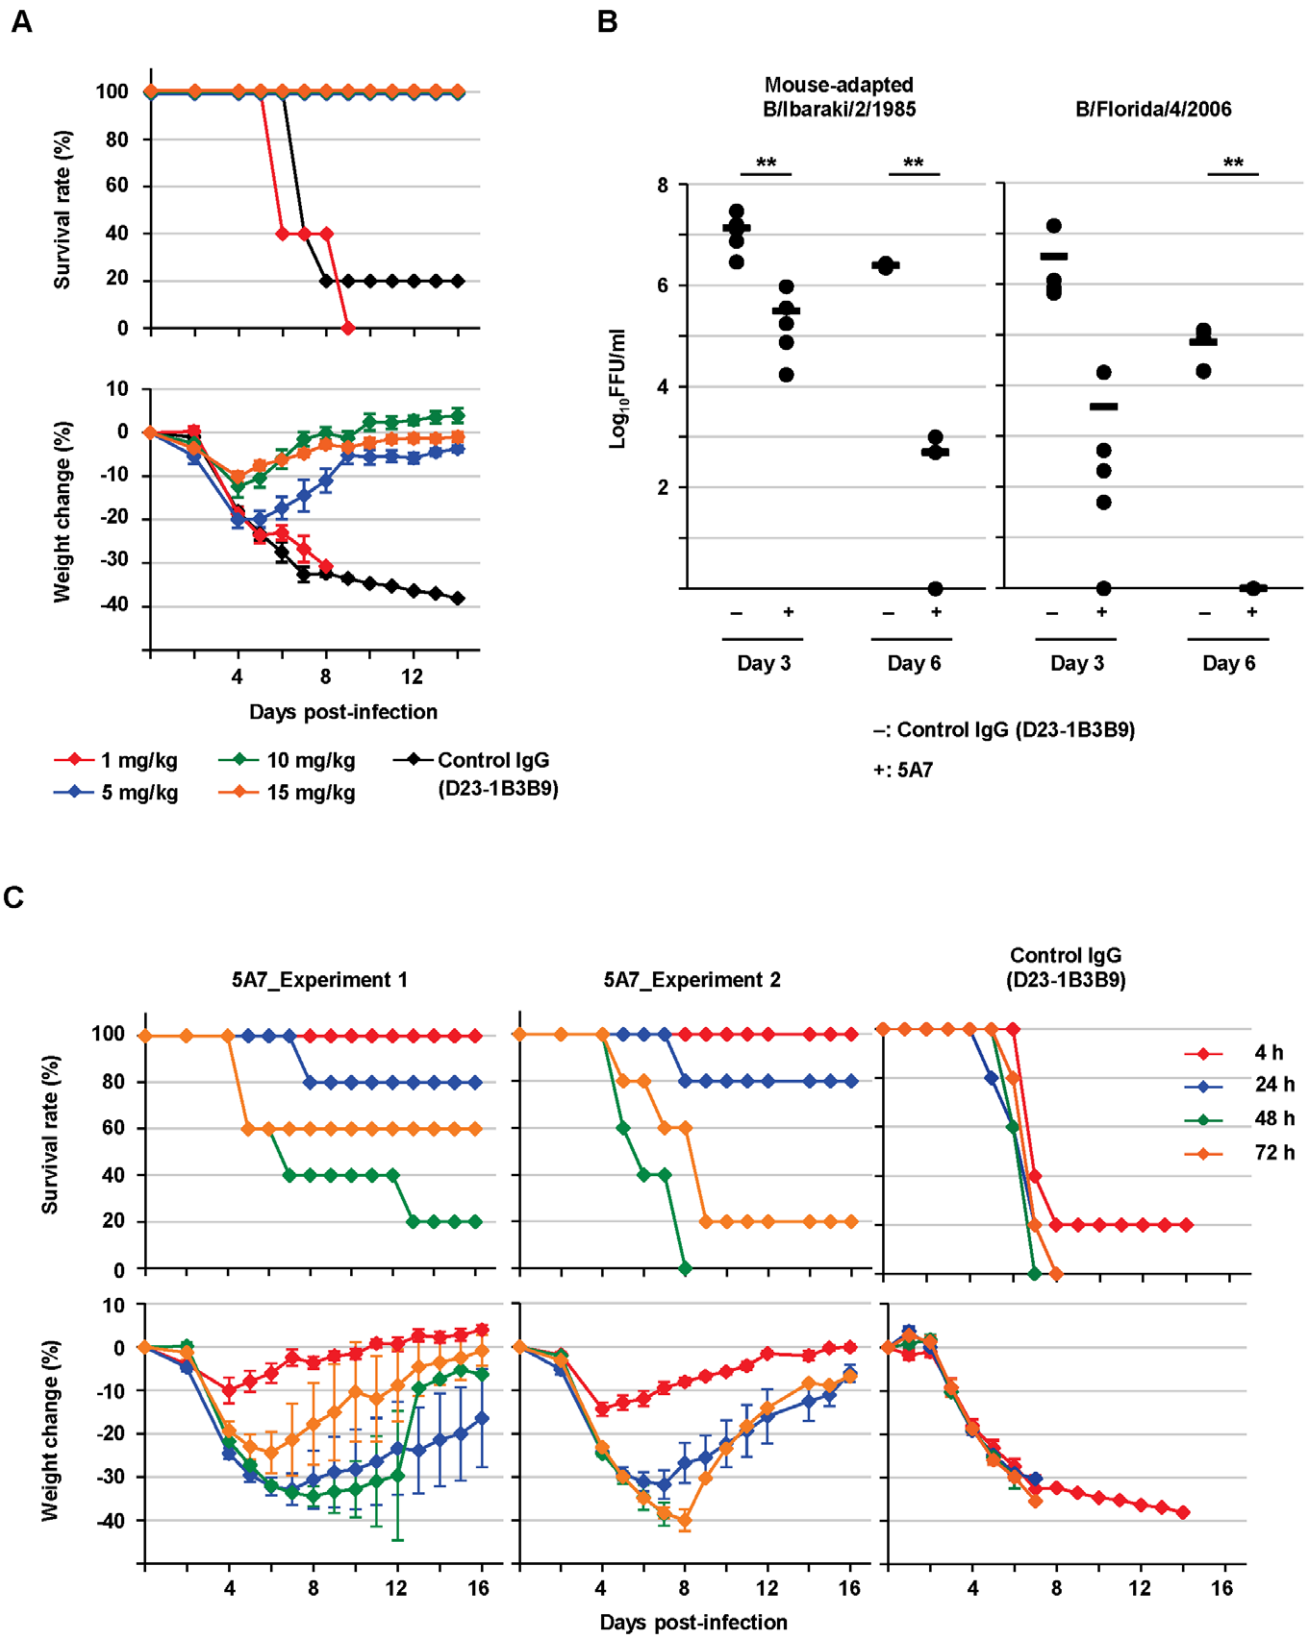 A
B
Survival rate (%)
100
80
60
40
20
0
Weight change (%)
10
0
-10
-20
-30
-40
4
8
12
Days post-infection
1 mg/kg
10 mg/kg
Control IgG
(D23-1B3B9)
5 mg/kg
15 mg/kg
Mouse-adapted
B/Ibaraki/2/1985
B/Florida/4/2006
**
**
**
Log10FFU/ml
8
6
4
2
– + – + – + – +
Day 3 Day 6 Day 3 Day 6
–: Control IgG (D23-1B3B9)
+: 5A7
C
5A7_Experiment 1
5A7_Experiment 2
Control IgG
(D23-1B3B9)
Survival rate (%)
100
80
60
40
20
0
4 h
24 h
48 h
72 h
Weight change (%)
10
0
-10
-20
-30
-40
4 8 12 16 4 8 12 16 4 8 12 16
Days post-infection